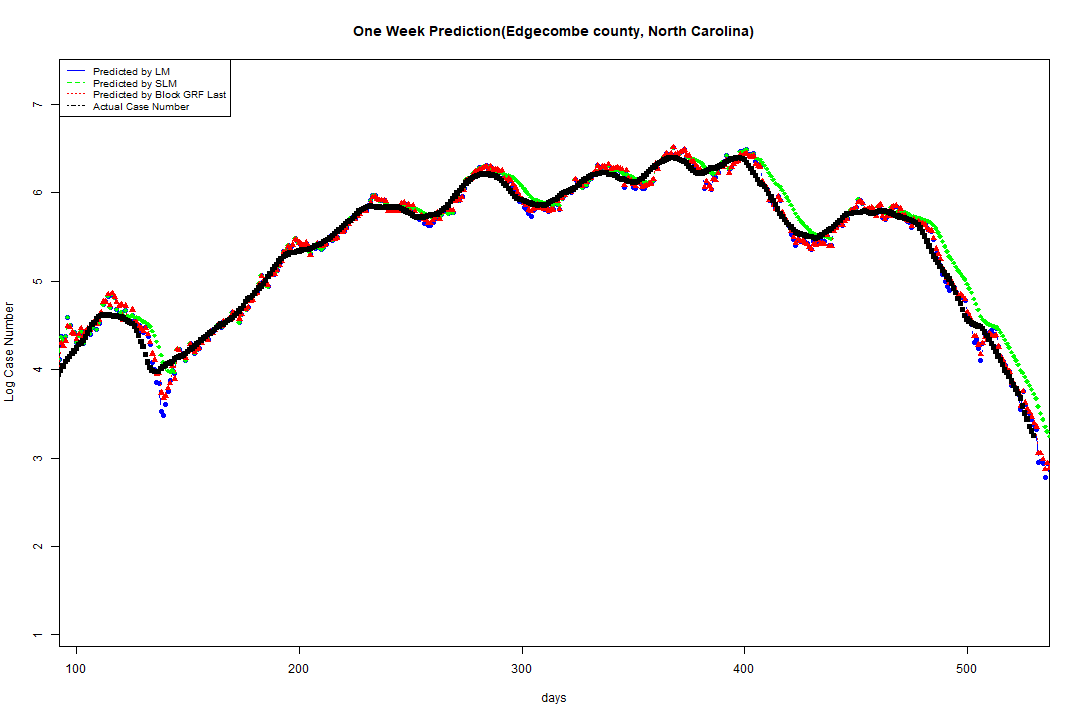 One Week Prediction(Edgecombe county, North Carolina)
Predicted by LM
Predicted by SLM
Predicted by Block GRF Last
Actual Case Number
7
6
5
4
3
2
1
Log Case Number
100 200 300 400 500
days